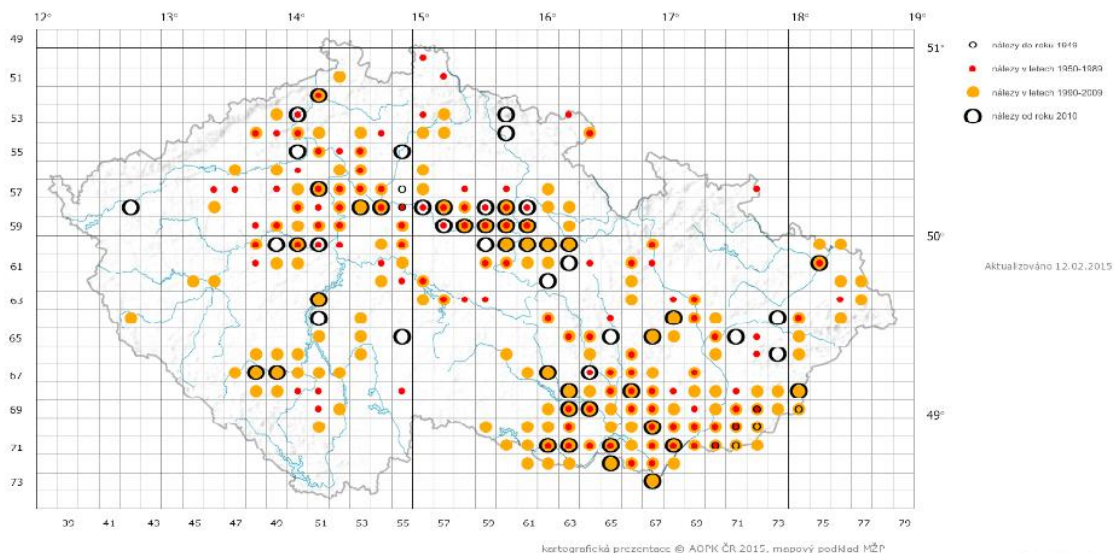 12° 13° 14° 15° 16° 17° 18° 19°
49
51° nálezy do roku 1949
nálezy v letech 1950-1989
51
nálezy v letech 1990-2009
nálezy od roku 2010
53
55
57
59
50°
61
Aktualizováno 12.02.2015
63
65
67
69
49°
71
73
39 41 43 45 47 49 51 53 55 57 59 61 63 65 67 69 71 73 75 77 79
kartografická prezentace © AOPK ČR 2015, mapový podklad MŽP